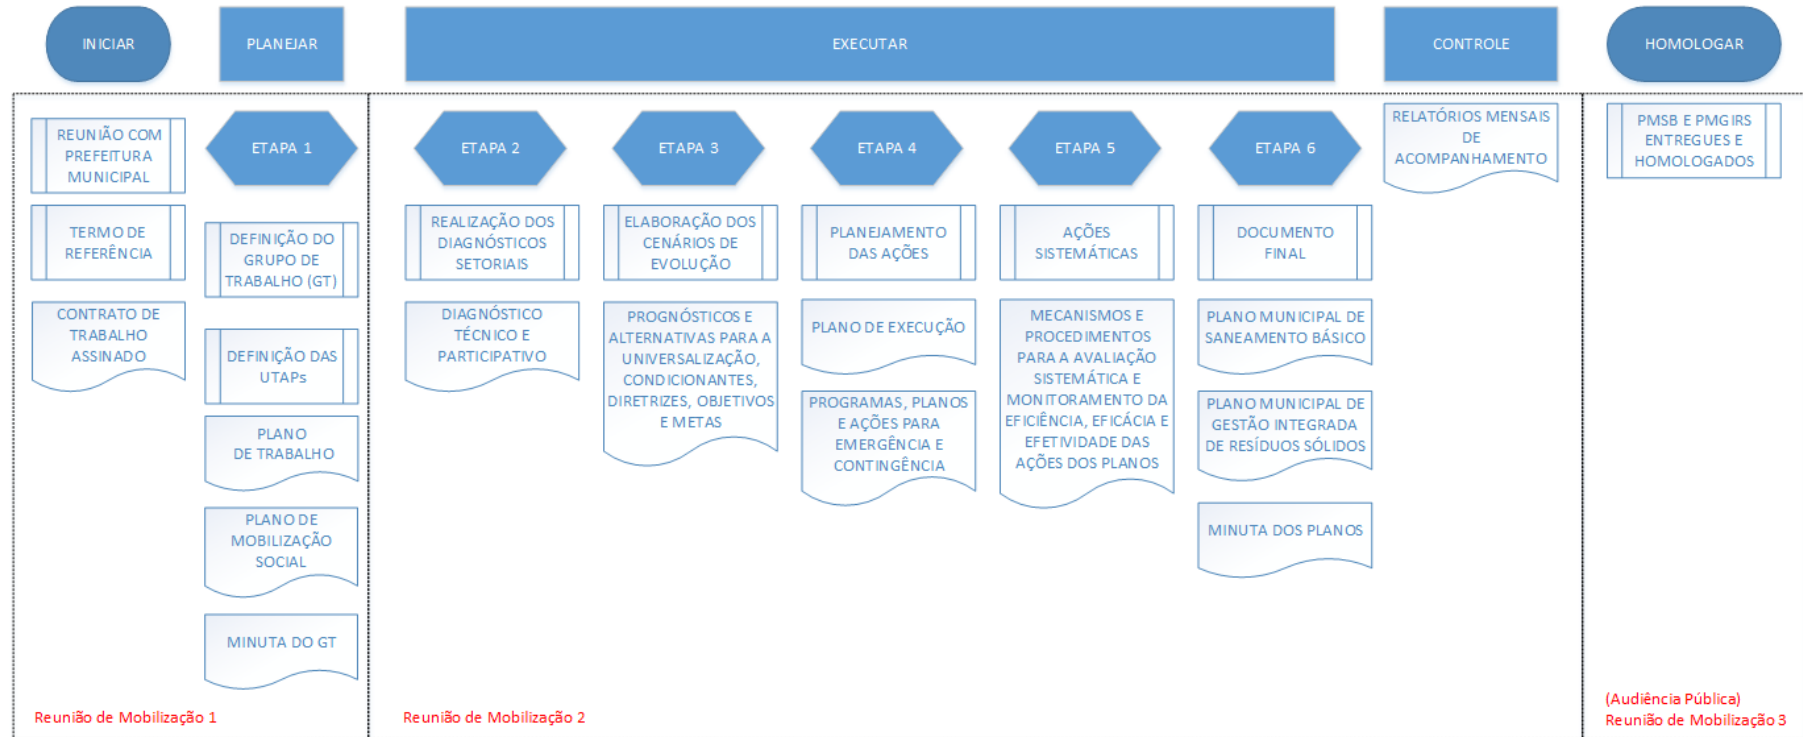 INICIAR
PLANEJAR
EXECUTAR
CONTROLE
HOMOLOGAR
REUNIÃO COM
PREFEITURA
MUNICIPAL
TERMO DE
REFERÊNCIA
CONTRATO DE
TRABALHO
ASSINADO
ETAPA 1
DEFINIÇÃO DO
GRUPO DE
TRABALHO (GT)
DEFINIÇÃO DAS
UTAPs
PLANO
DE TRABALHO
PLANO DE
MOBILIZAÇÃO
SOCIAL
MINUTA DO GT
Reunião de Mobilização 1
ETAPA 2
REALIZAÇÃO DOS
DIAGNÓSTICOS
SETORIAIS
DIAGNÓSTICO
TÉCNICO E
PARTICIPATIVO
ETAPA 3
ELABORAÇÃO DOS
CENÁRIOS DE
EVOLUÇÃO
PROGNÓSTICOS E
ALTERNATIVAS PARA A
UNIVERSALIZAÇÃO,
CONDICIONANTES,
DIRETRIZES, OBJETIVOS
E METAS
ETAPA 4
PLANEJAMENTO
DAS AÇÕES
PLANO DE EXECUÇÃO
PROGRAMAS, PLANOS
E AÇÕES PARA
EMERGÊNCIA E
CONTINGÊNCIA
ETAPA 5
AÇÕES
SISTEMÁTICAS
MECANISMOS E
PROCEDIMENTOS
PARA A AVALIAÇÃO
SISTEMÁTICA E
MONITORAMENTO DA
EFICIÊNCIA, EFICÁCIA E
EFETIVIDADE DAS
AÇÕES DOS PLANOS
ETAPA 6
DOCUMENTO
FINAL
PLANO MUNICIPAL DE
SANEAMENTO BÁSICO
PLANO MUNICIPAL DE
GESTÃO INTEGRADA
DE RESÍDUOS SÓLIDOS
MINUTA DOS PLANOS
RELATÓRIOS MENSAIS
DE
ACOMPANHAMENTO
Reunião de Mobilização 2
PMSB E PMGIRS
ENTREGUES E
HOMOLOGADOS
(Audiência Pública)
Reunião de Mobilização 3